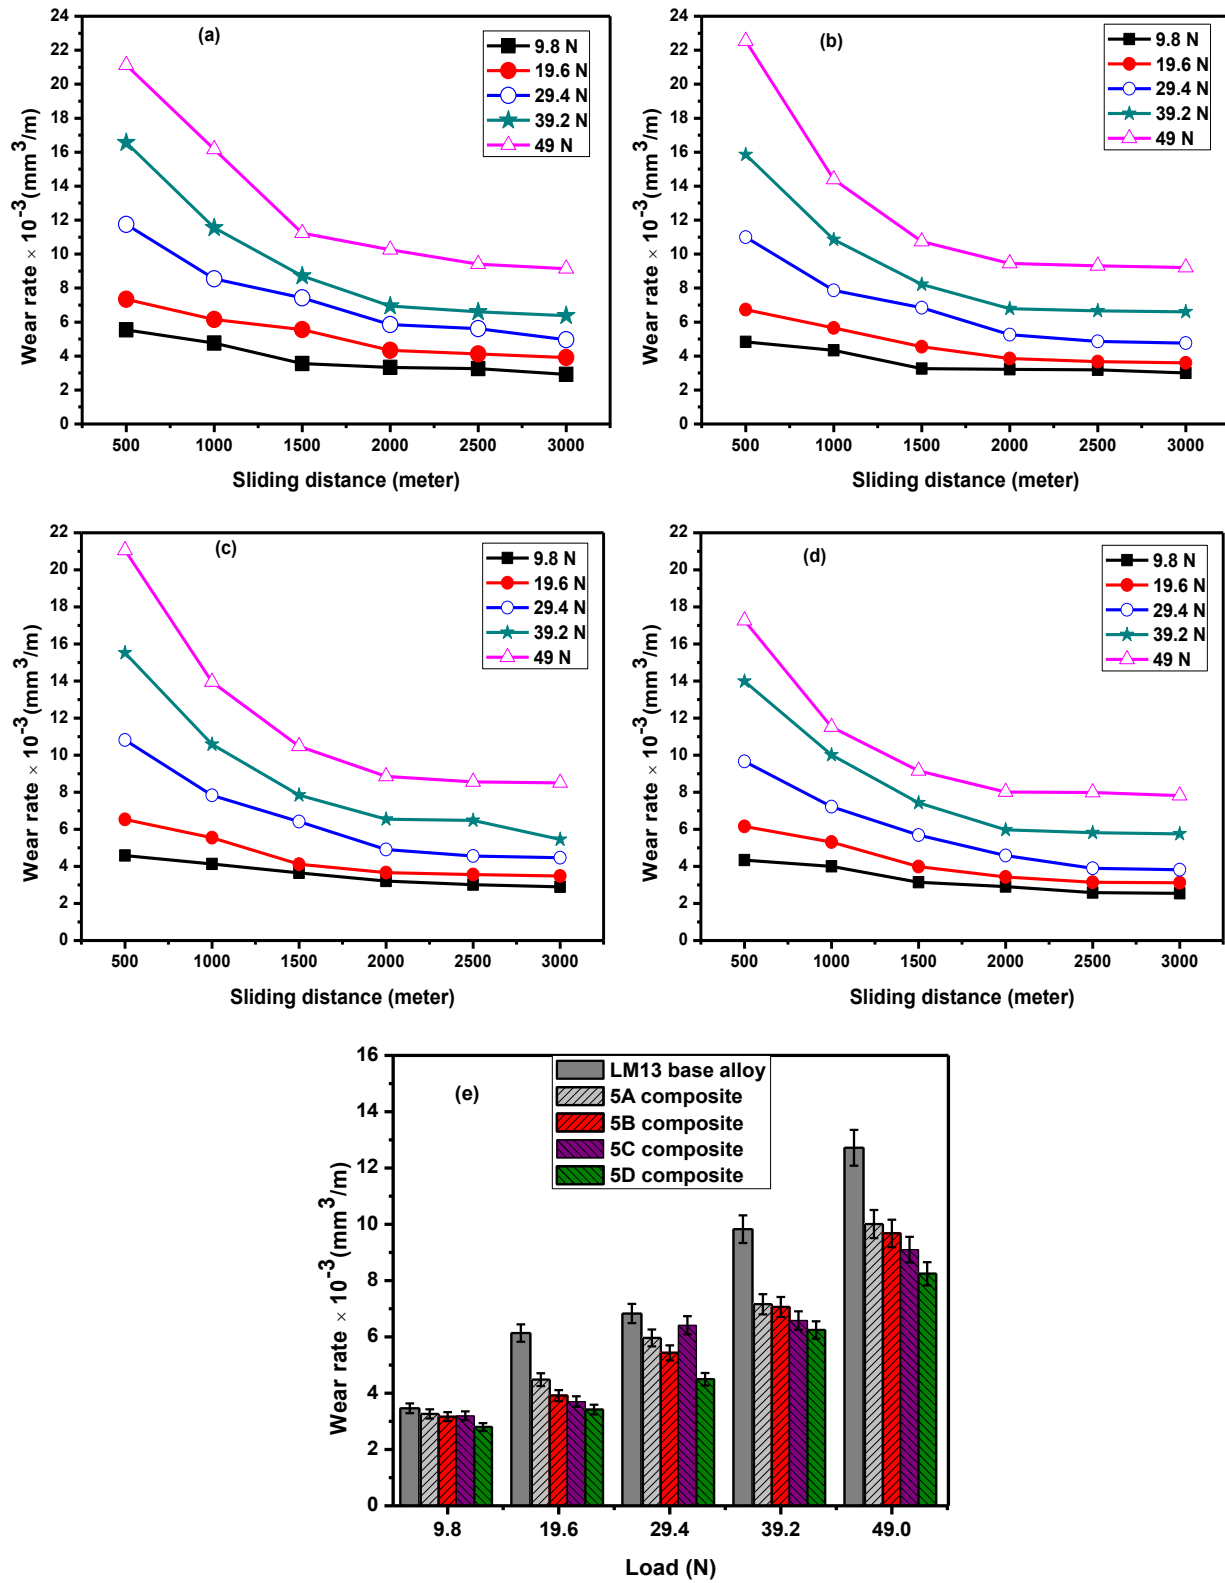 (a)
9.8 N
19.6 N
29.4 N
39.2 N
49 N
24
22
20
18
16
14
12
10
8
6
4
2
0
500 1000 1500 2000 2500 3000
Wear rate × 10⁻³(mm³/m)
Sliding distance (meter)
(b)
9.8 N
19.6 N
29.4 N
39.2 N
49 N
24
22
20
18
16
14
12
10
8
6
4
2
0
500 1000 1500 2000 2500 3000
Wear rate × 10⁻³(mm³/m)
Sliding distance (meter)
(c)
9.8 N
19.6 N
29.4 N
39.2 N
49 N
22
20
18
16
14
12
10
8
6
4
2
0
500 1000 1500 2000 2500 3000
Wear rate × 10⁻³(mm³/m)
Sliding distance (meter)
(d)
9.8 N
19.6 N
29.4 N
39.2 N
49 N
22
20
18
16
14
12
10
8
6
4
2
0
500 1000 1500 2000 2500 3000
Wear rate × 10⁻³(mm³/m)
Sliding distance (meter)
(e)
LM13 base alloy
5A composite
5B composite
5C composite
5D composite
16
14
12
10
8
6
4
2
0
9.8 19.6 29.4 39.2 49.0
Wear rate × 10⁻³(mm³/m)
Load (N)